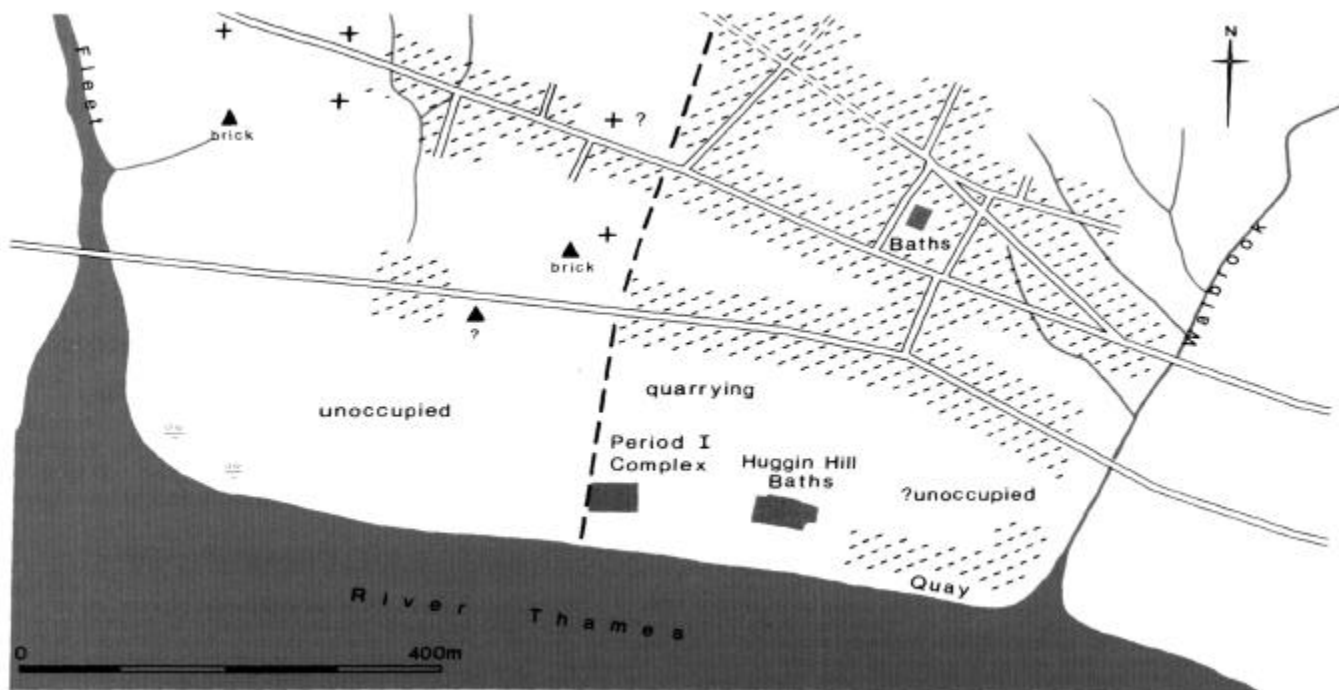 N
Fleet
brick
?
Baths
Walbrook
brick
?
quarrying
unoccupied
Period I
Complex
Huggin Hill
Baths
?unoccupied
Quay
River Thames
0 400m